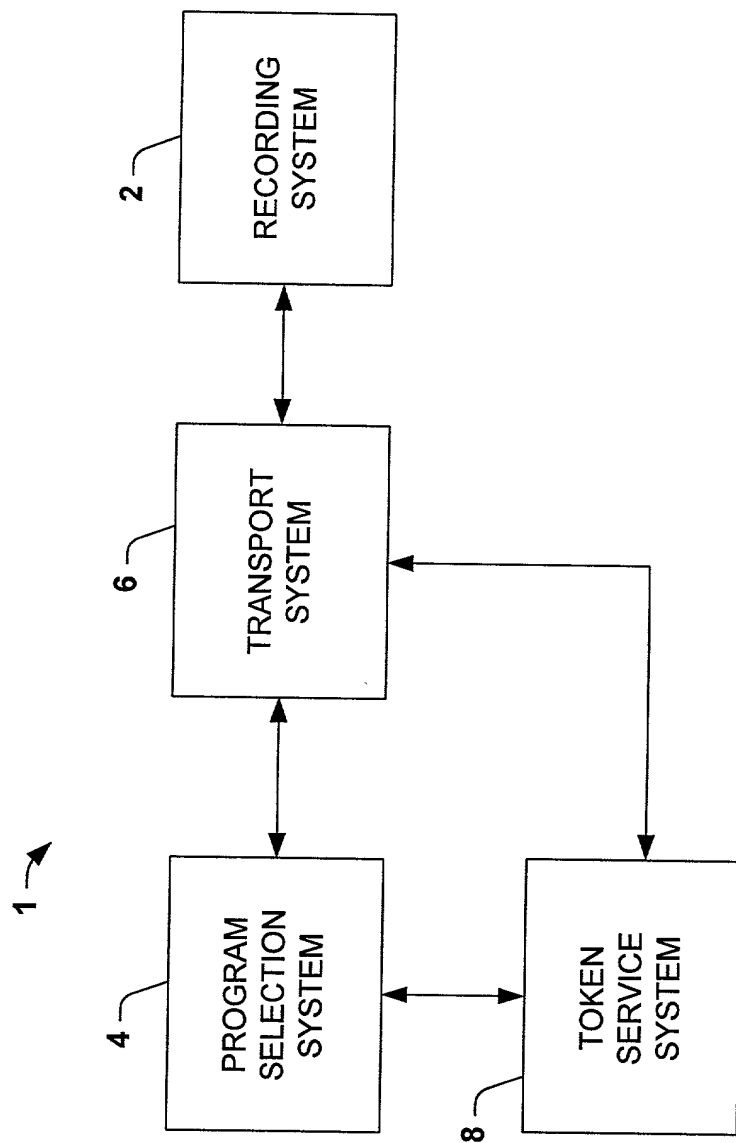 1
4
PROGRAM
SELECTION
SYSTEM
6
TRANSPORT
SYSTEM
2
RECORDING
SYSTEM
8
TOKEN
SERVICE
SYSTEM